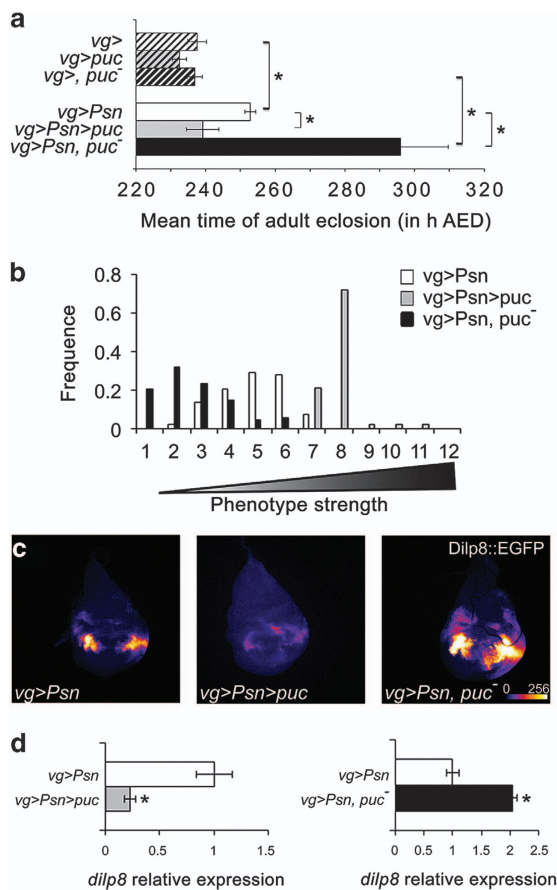 a
vg>
vg>puc
vg>, puc-
*
vg>Psn
vg>Psn>puc
vg>Psn, puc-
*
*
*
220 240 260 280 300 320
Mean time of adult eclosion (in h AED)
b
0.8
0.6
0.4
0.2
0
Frequence
vg>Psn
vg>Psn>puc
vg>Psn, puc-
1 2 3 4 5 6 7 8 9 10 11 12
Phenotype strength
c
Dilp8::EGFP
vg>Psn
vg>Psn>puc
vg>Psn, puc-
0 256
d
vg>Psn
vg>Psn>puc
*
0 0.5 1 1.5
dilp8 relative expression
vg>Psn
vg>Psn, puc-
*
0 0.5 1 1.5 2 2.5
dilp8 relative expression